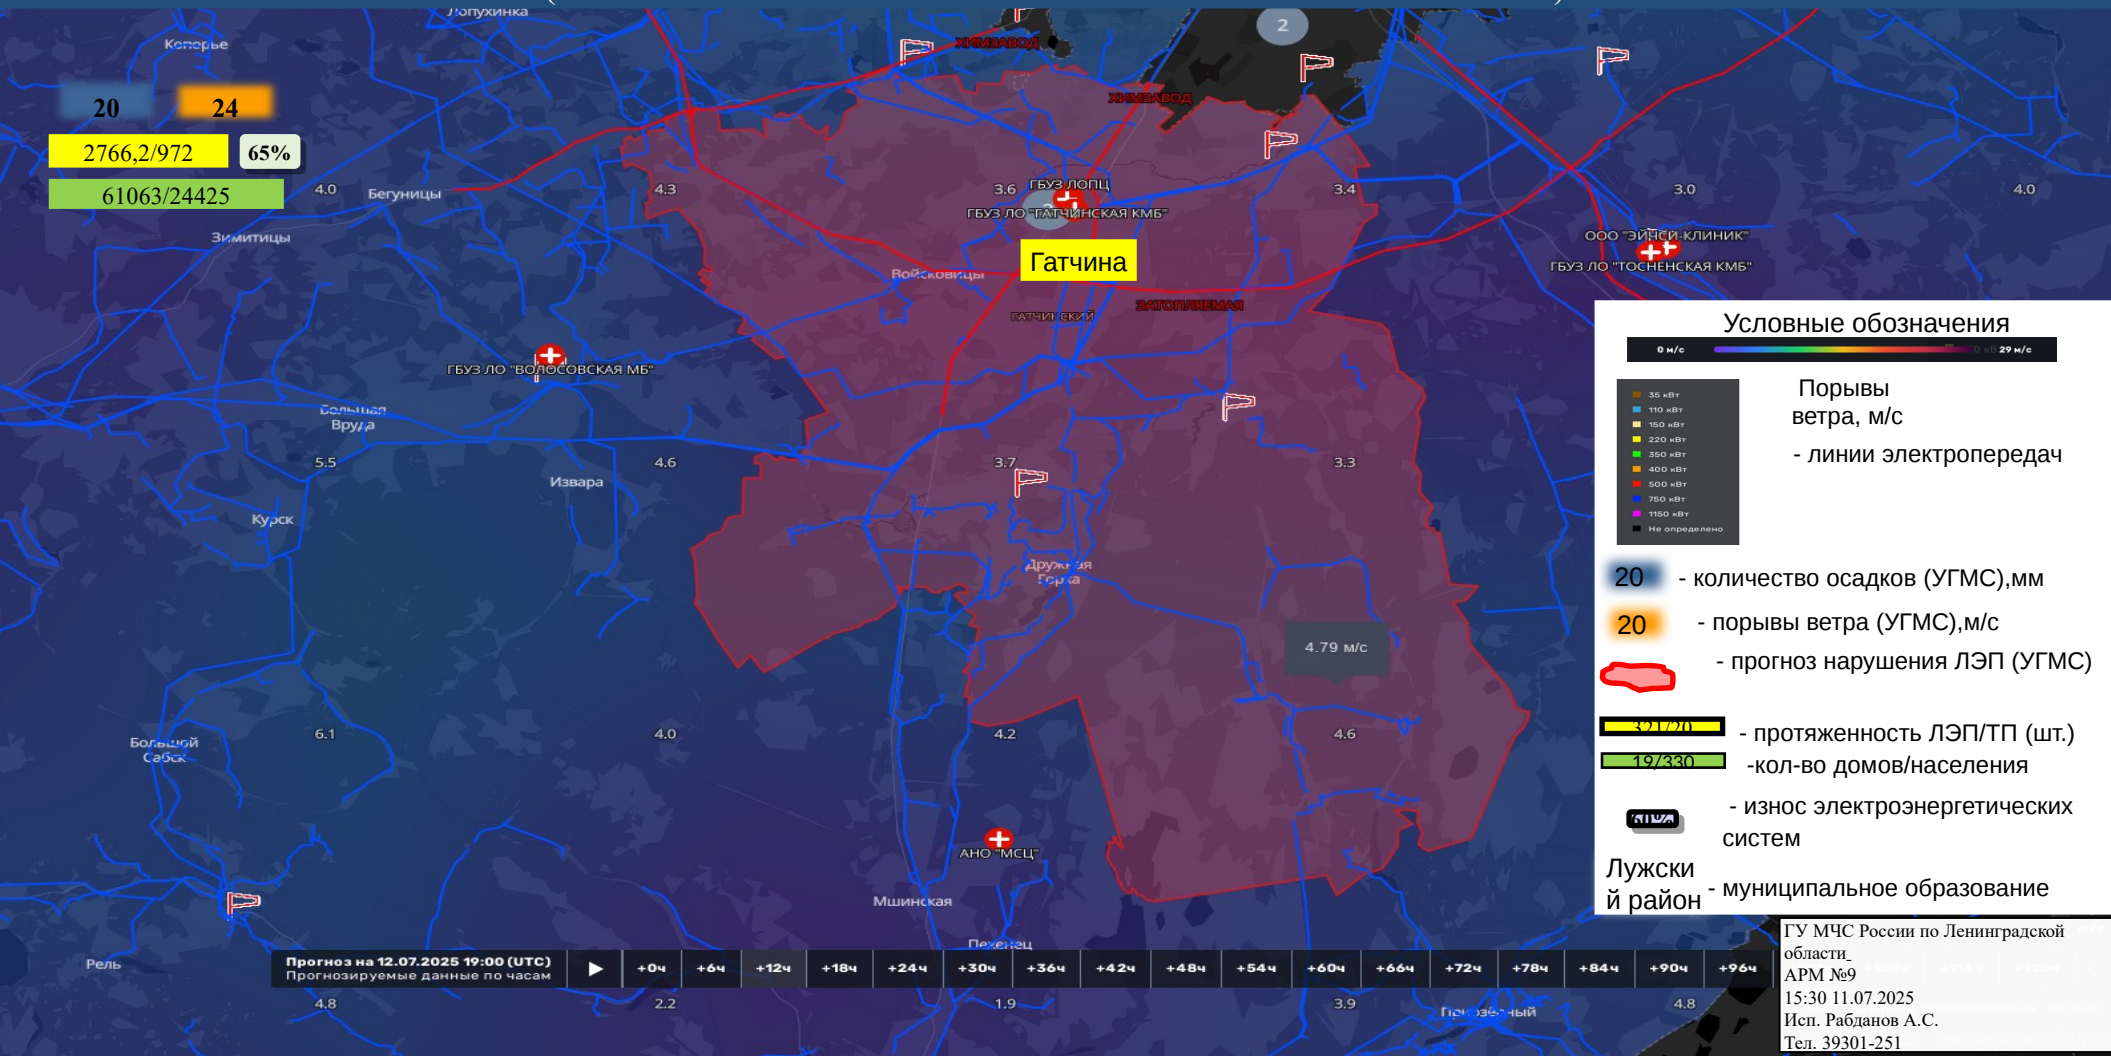 Лопухинка
Копорье
ХИМЗАВОД
2
20
24
ХИМЗАВОД
2766,2/972
65%
61063/24425
4.0
Бегуницы
4.3
3.6
ГБУЗ ЛОПЦ
3.4
3.0
4.0
ГБУЗ ЛО "ГАТЧИНСКАЯ КМБ"
Зимитицы
ООО "ЭЙЧСИ-КЛИНИК"
ГБУЗ ЛО "ТОСНЕНСКАЯ КМБ"
Гатчина
Войсковицы
ЗАТОПЛЯЕМАЯ
ГАТЧИНСКИЙ
ГБУЗ ЛО "ВОЛОСОВСКАЯ МБ"
Большая
Вруда
5.5
4.6
3.7
3.3
Извара
Курск
Дружная
Горка
4.79 м/с
6.1
4.0
4.2
4.6
Большой
Сабск
АНО "МСЦ"
Мшинская
Пехенец
Рель
Прогноз на 12.07.2025 19:00 (UTC)
Прогнозируемые данные по часам
+0ч
+6ч
+12ч
+18ч
+24ч
+30ч
+36ч
+42ч
+48ч
+54ч
+60ч
+66ч
+72ч
+78ч
+84ч
+90ч
+96ч
4.8
2.2
1.9
3.9
4.8
Условные обозначения
0 м/с
29 м/с
35 кВт
110 кВт
150 кВт
220 кВт
350 кВт
400 кВт
500 кВт
750 кВт
1150 кВт
Не определено
Порывы
ветра, м/с
- линии электропередач
20
- количество осадков (УГМС),мм
20
- порывы ветра (УГМС),м/с
- прогноз нарушения ЛЭП (УГМС)
321/20
- протяженность ЛЭП/ТП (шт.)
19/330
-кол-во домов/населения
- износ электроэнергетических
систем
Лужски
й район
- муниципальное образование
ГУ МЧС России по Ленинградской
области_
АРМ №9
15:30 11.07.2025
Исп. Рабданов А.С.
Тел. 39301-251